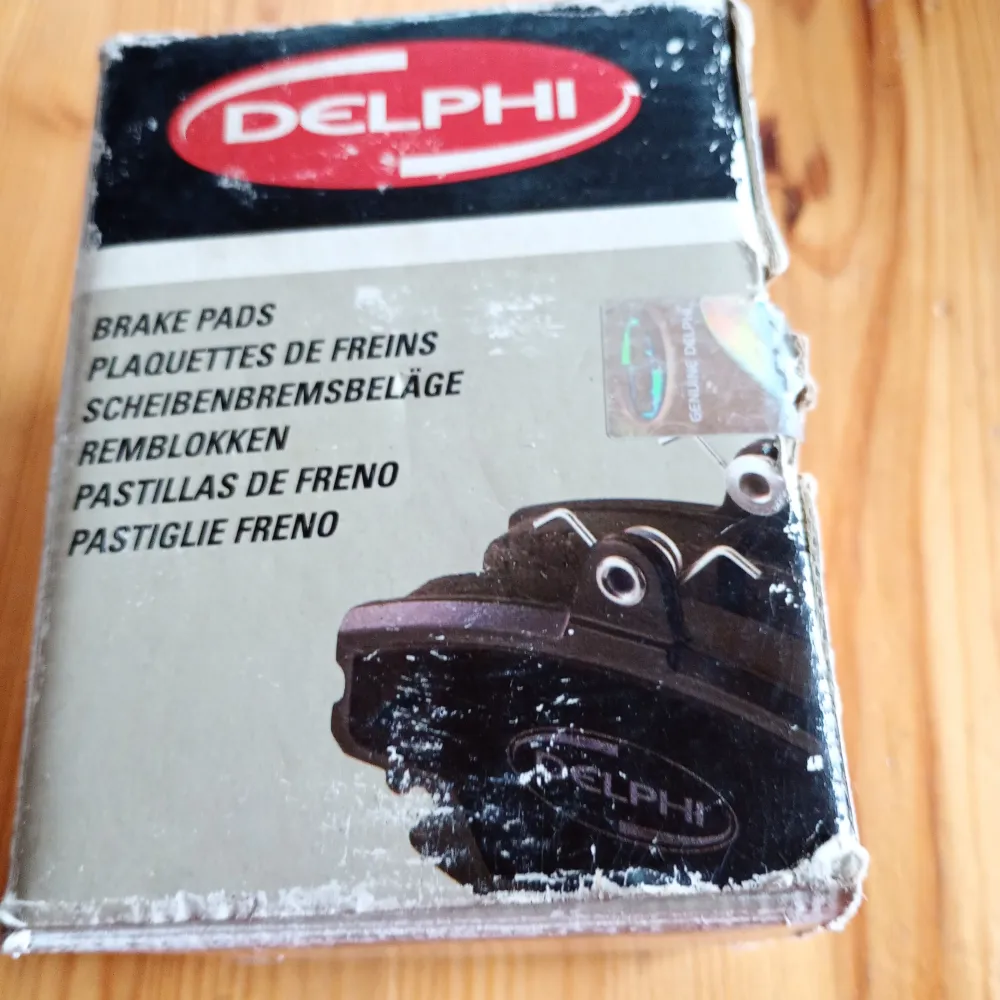 DELPHI
BRAKE PADS
PLAQUETTES DE FREINS
SCHEIBENBREMSBELÄGE
REMBLOKKEN
PASTILLAS DE FRENO
PASTIGLIE FRENO
GENUINE DELPHI
DELPHI